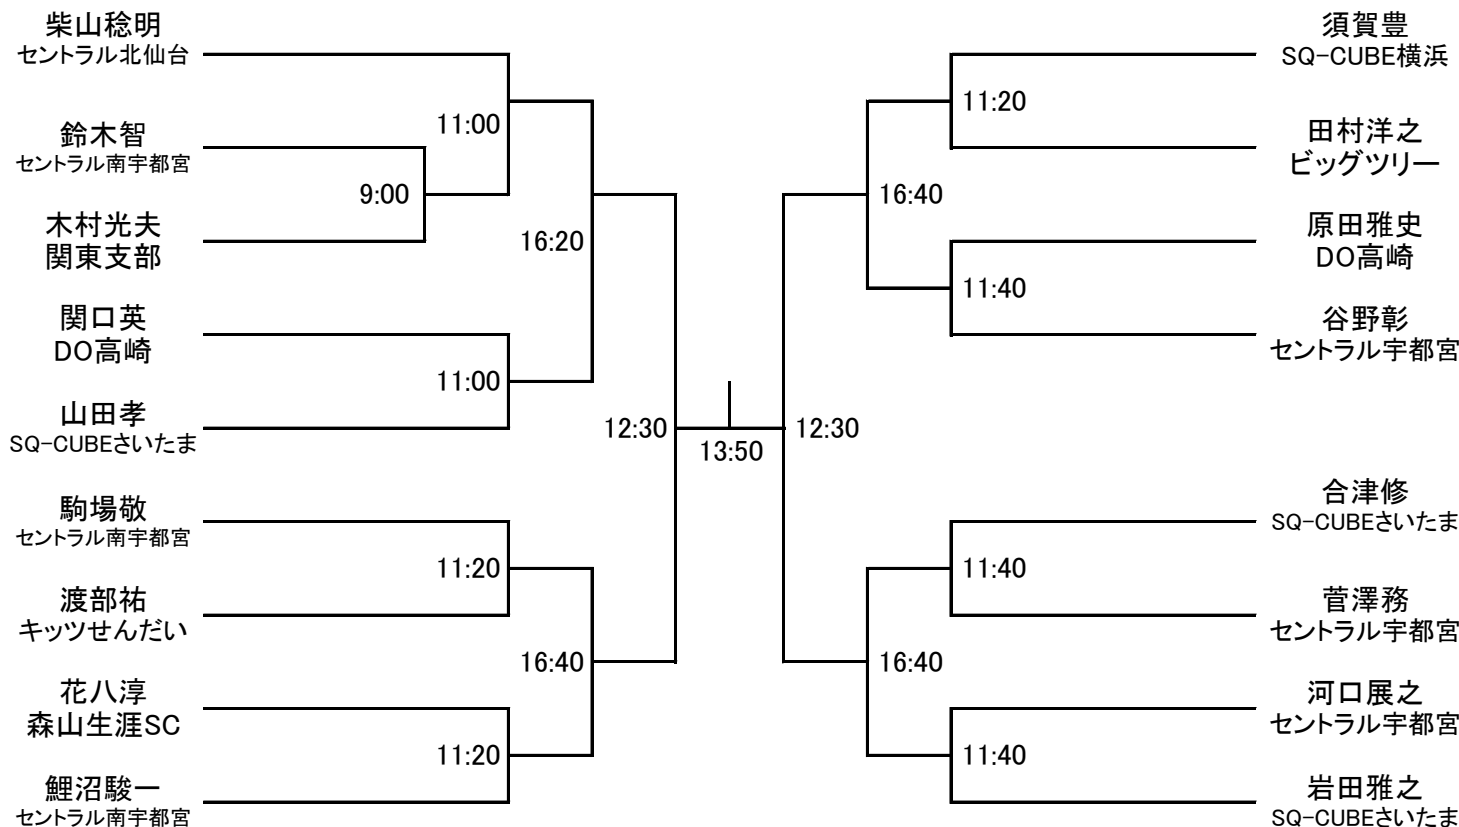 柴山稔明
セントラル北仙台
鈴木智
セントラル南宇都宮
木村光夫
関東支部
関口英
DO高崎
山田孝
SQ-CUBEさいたま
駒場敬
セントラル南宇都宮
渡部祐
キッツせんだい
花八淳
森山生涯SC
鯉沼駿一
セントラル南宇都宮
9:00
11:00
11:00
11:20
11:20
16:20
16:40
12:30
13:50
12:30
16:40
16:40
11:20
11:40
11:40
11:40
須賀豊
SQ-CUBE横浜
田村洋之
ビッグツリー
原田雅史
DO高崎
谷野彰
セントラル宇都宮
合津修
SQ-CUBEさいたま
菅澤務
セントラル宇都宮
河口展之
セントラル宇都宮
岩田雅之
SQ-CUBEさいたま